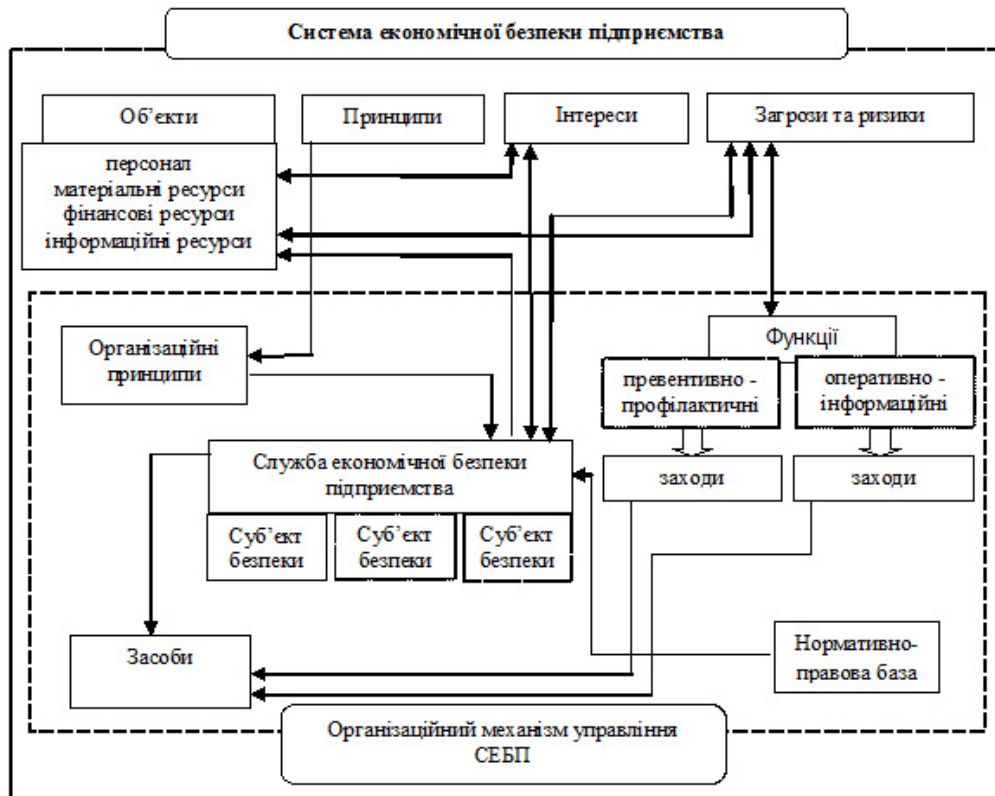 Система економічної безпеки підприємства
Об’єкти
Принципи
Інтереси
Загрози та ризики
персонал
матеріальні ресурси
фінансові ресурси
інформаційні ресурси
Організаційні
принципи
Функції
превентивно -
профілактичні
оперативно -
інформаційні
заходи
заходи
Служба економічної безпеки
підприємства
Суб’єкт
безпеки
Суб’єкт
безпеки
Суб’єкт
безпеки
Засоби
Нормативно-
правова база
Організаційний механізм управління
СЕБП